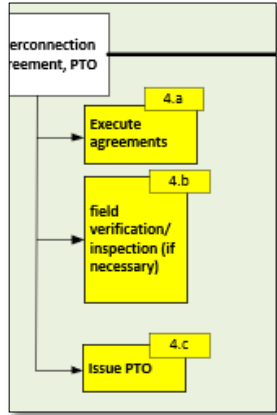 erconnection
reement, PTO
4.a
Execute
agreements
4.b
field
verification/
inspection (if
necessary)
4.c
Issue PTO